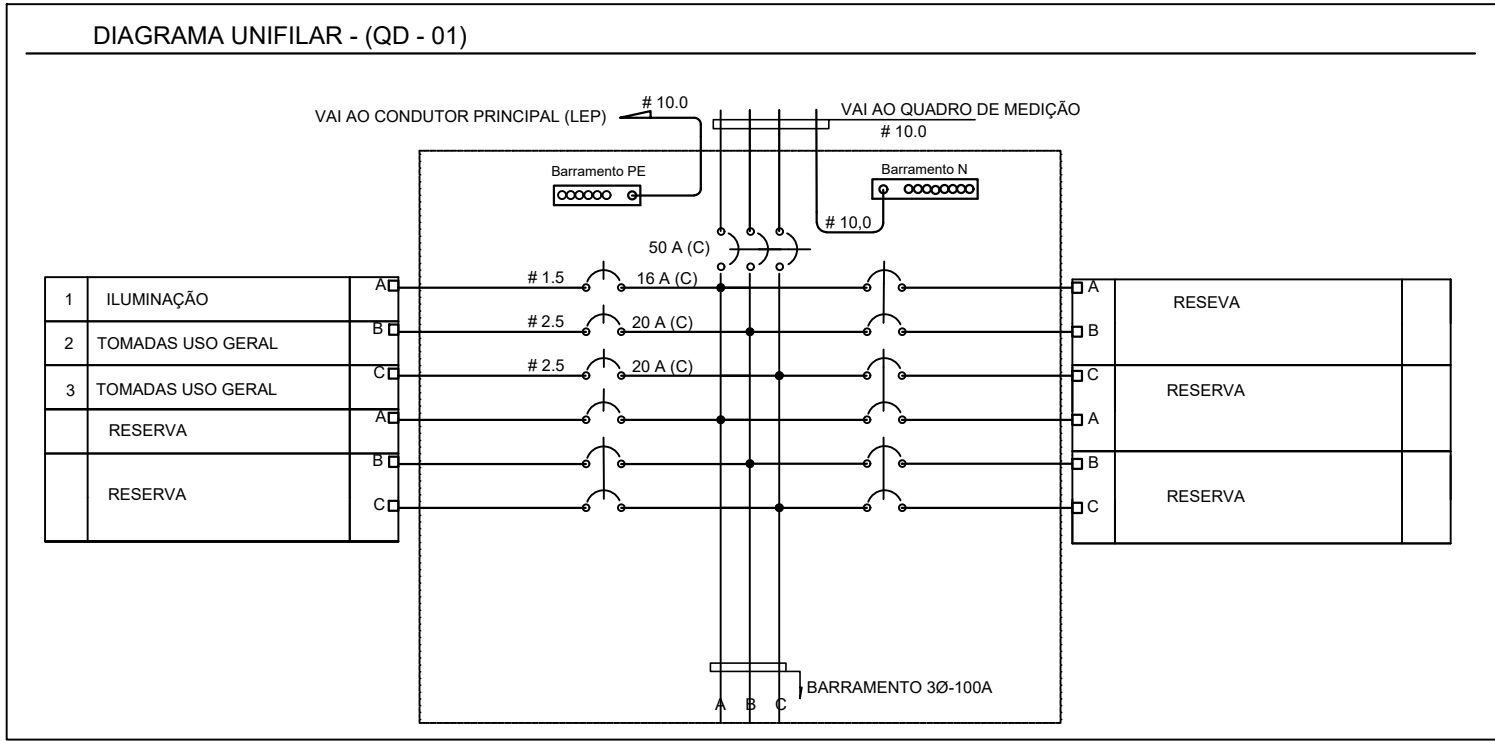 DIAGRAMA UNIFILAR - (QD - 01)
VAI AO CONDUTOR PRINCIPAL (LEP)
# 10.0
VAI AO QUADRO DE MEDIÇÃO
# 10.0
Barramento PE
Barramento N
# 10,0
50 A (C)
1 ILUMINAÇÃO A # 1.5 16 A (C) A RESEVA
2 TOMADAS USO GERAL B # 2.5 20 A (C) B
3 TOMADAS USO GERAL C # 2.5 20 A (C) C RESERVA
RESERVA A A
RESERVA B B RESERVA
C C
BARRAMENTO 3Ø-100A
A B C